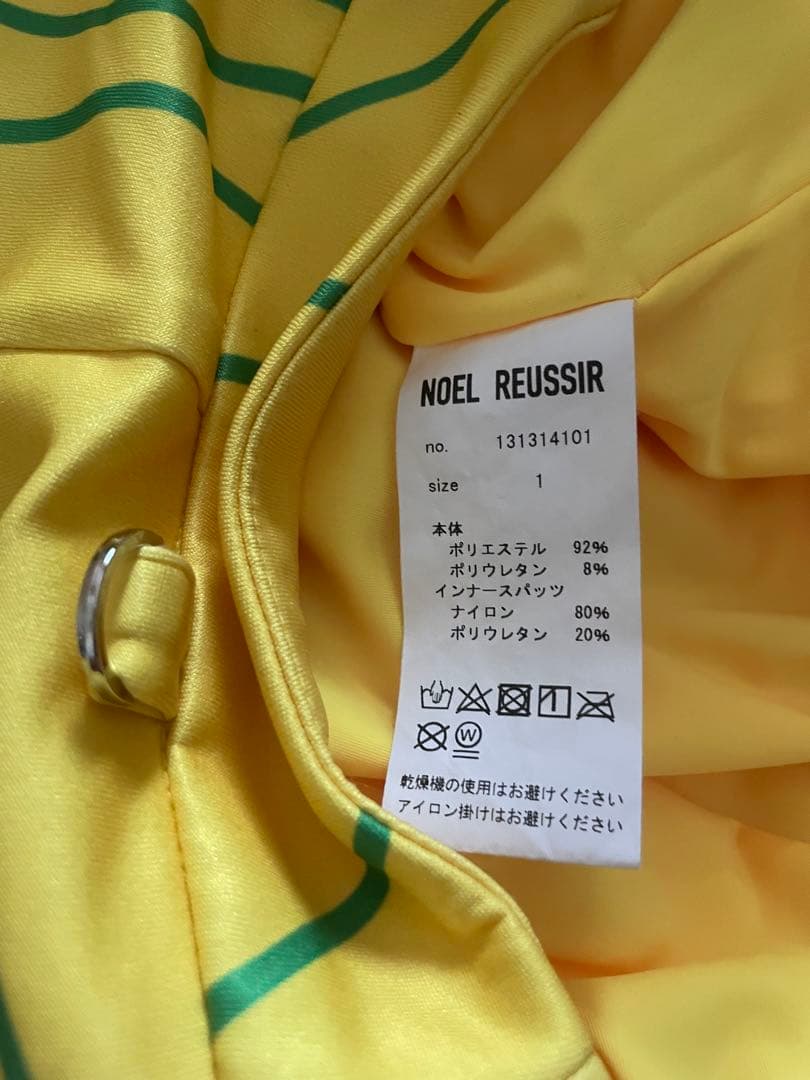 NOEL REUSSIR
no. 131314101
size 1
本体
ポリエステル 92%
ポリウレタン 8%
インナースパッツ
ナイロン 80%
ポリウレタン 20%
W
乾燥機の使用はお避けください
アイロン掛けはお避けください